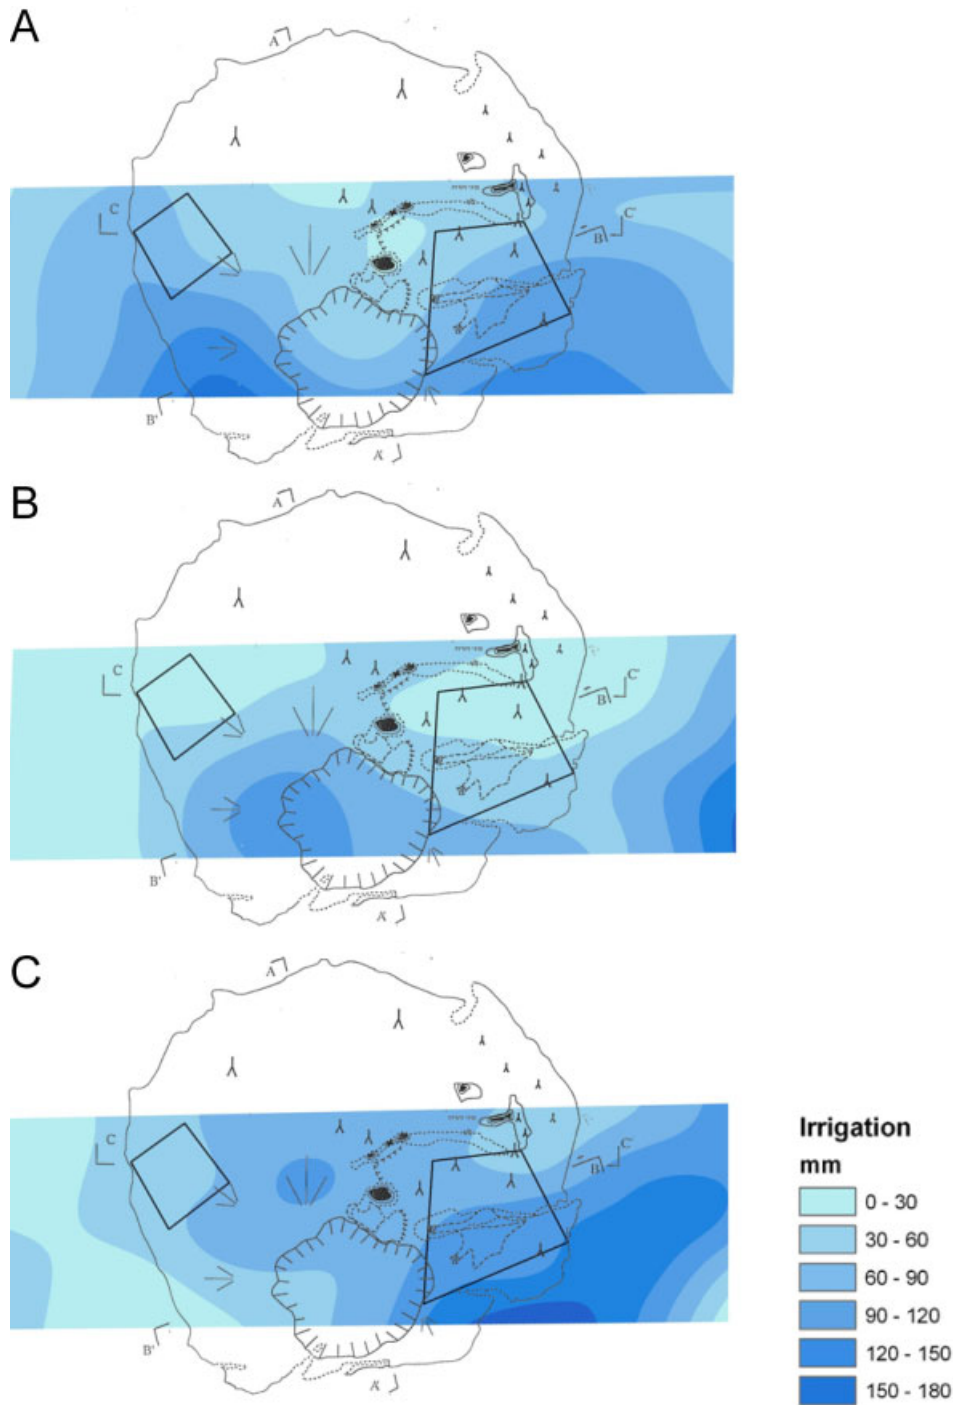 A
A
C
C'
B
B'
A'
B
A
C
C'
B
B'
A'
C
A
C
C'
B
B'
A'
Irrigation
mm
0 - 30
30 - 60
60 - 90
90 - 120
120 - 150
150 - 180